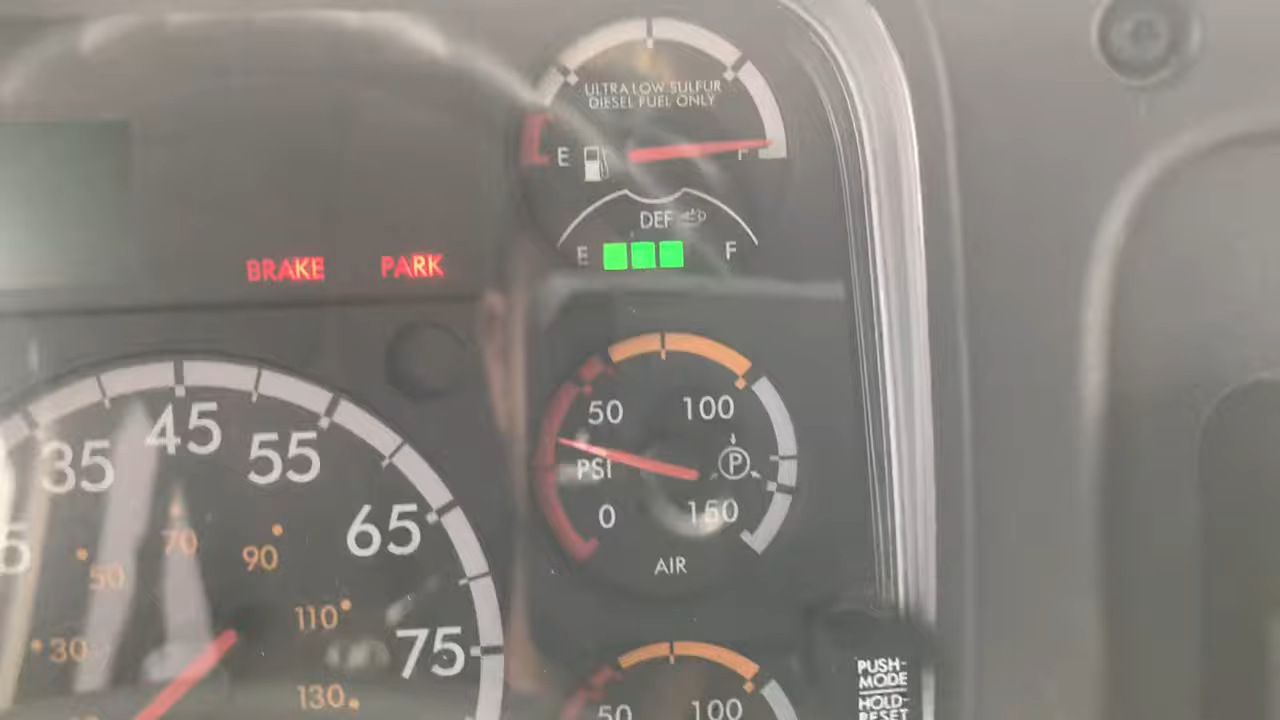 ULTRA LOW SULFUR
DIESEL FUEL ONLY
E F
DEF
E F
BRAKE PARK
50 100
PSI P
0 150
AIR
35 45 55 65 75
30 50 70 90 110 130
50 100
PUSH-
MODE
HOLD-
RESET